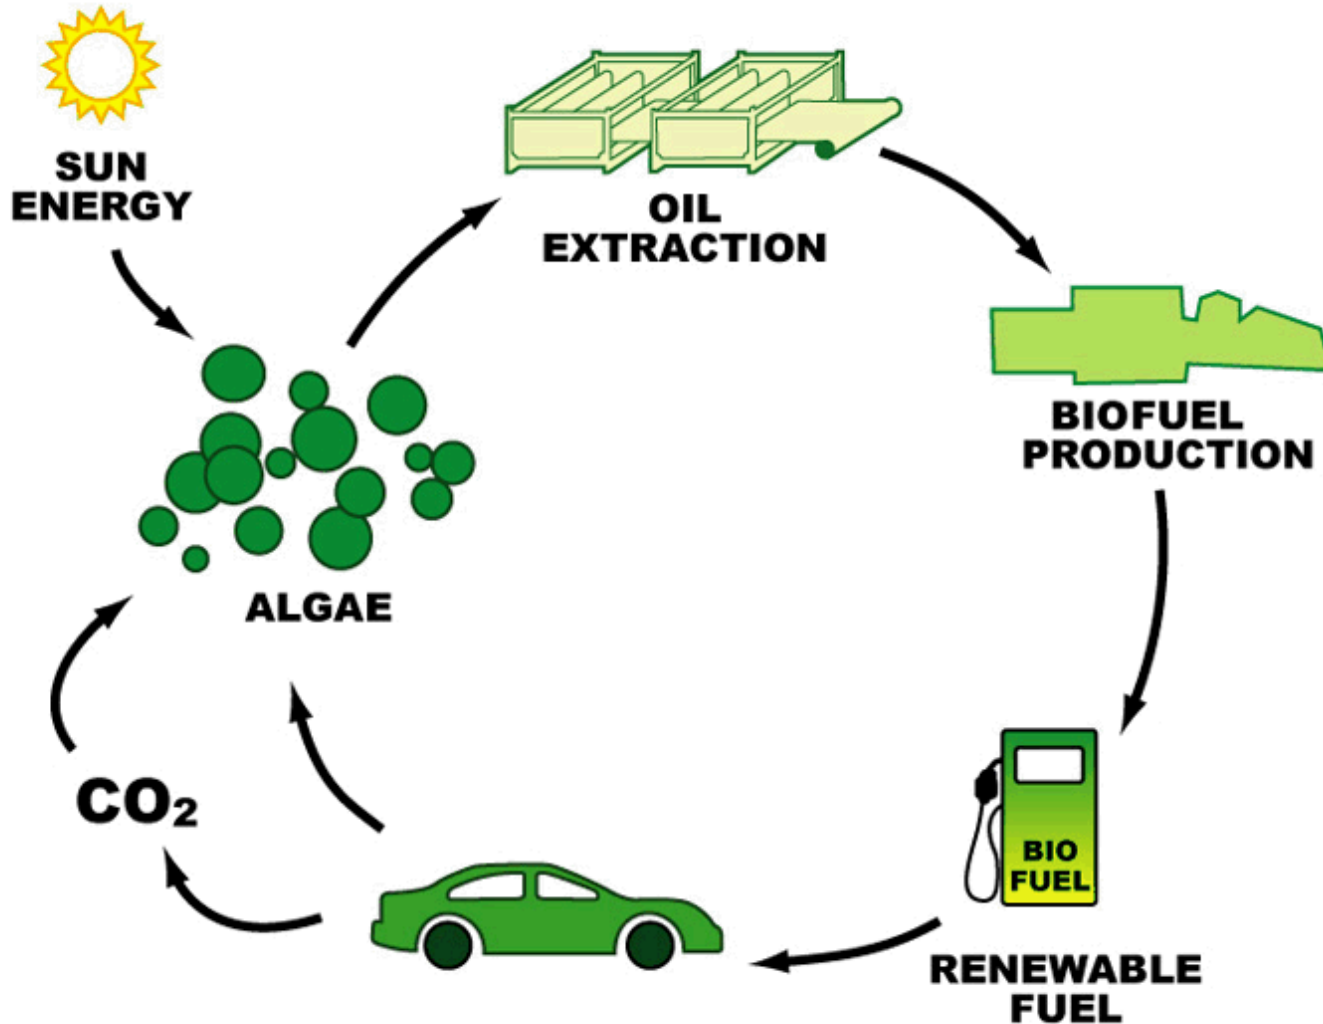 SUN
ENERGY
OIL
EXTRACTION
BIOFUEL
PRODUCTION
ALGAE
CO₂
BIO
FUEL
RENEWABLE
FUEL